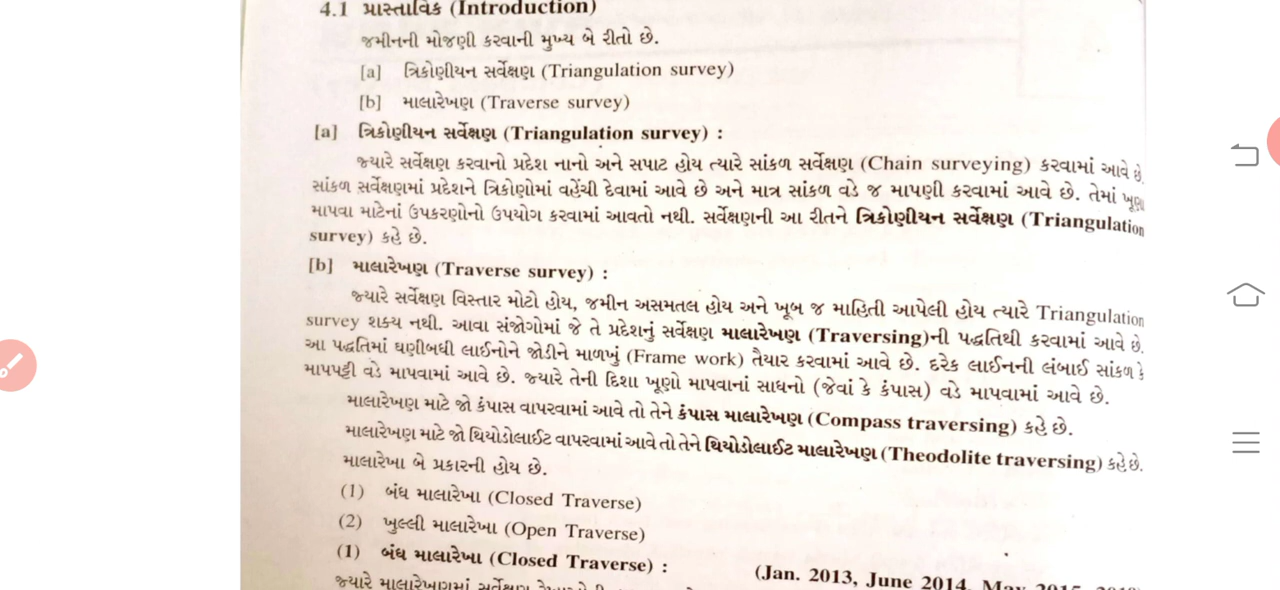 4.1 પ્રાસ્તાવિક (Introduction)
જમીનની મોજણી કરવાની મુખ્ય બે રીતો છે.
[a] ત્રિકોણીયન સર્વેક્ષણ (Triangulation survey)
[b] માલારેખણ (Traverse survey)
[a] ત્રિકોણીયન સર્વેક્ષણ (Triangulation survey) :
જ્યારે સર્વેક્ષણ કરવાનો પ્રદેશ નાનો અને સપાટ હોય ત્યારે સાંકળ સર્વેક્ષણ (Chain surveying) કરવામાં આવે છે.
સાંકળ સર્વેક્ષણમાં પ્રદેશને ત્રિકોણોમાં વહેંચી દેવામાં આવે છે અને માત્ર સાંકળ વડે જ માપણી કરવામાં આવે છે. તેમાં ખૂણા
માપવા માટેનાં ઉપકરણોનો ઉપયોગ કરવામાં આવતો નથી. સર્વેક્ષણની આ રીતને ત્રિકોણીયન સર્વેક્ષણ (Triangulation
survey) કહે છે.
[b] માલારેખણ (Traverse survey) :
જ્યારે સર્વેક્ષણ વિસ્તાર મોટો હોય, જમીન અસમતલ હોય અને ખૂબ જ માહિતી આપેલી હોય ત્યારે Triangulation
survey શક્ય નથી. આવા સંજોગોમાં જે તે પ્રદેશનું સર્વેક્ષણ માલારેખણ (Traversing)ની પદ્ધતિથી કરવામાં આવે છે.
આ પદ્ધતિમાં ઘણીબધી લાઈનોને જોડીને માળખું (Frame work) તૈયાર કરવામાં આવે છે. દરેક લાઈનની લંબાઈ સાંકળ કે
માપપટ્ટી વડે માપવામાં આવે છે. જ્યારે તેની દિશા ખૂણો માપવાનાં સાધનો (જેવાં કે કંપાસ) વડે માપવામાં આવે છે.
માલારેખણ માટે જો કંપાસ વાપરવામાં આવે તો તેને કંપાસ માલારેખણ (Compass traversing) કહે છે.
માલારેખણ માટે જો થિયોડોલાઈટ વાપરવામાં આવે તો તેને થિયોડોલાઈટ માલારેખણ (Theodolite traversing) કહે છે.
માલારેખા બે પ્રકારની હોય છે.
(1) બંધ માલારેખા (Closed Traverse)
(2) ખુલ્લી માલારેખા (Open Traverse)
(1) બંધ માલારેખા (Closed Traverse) :
(Jan. 2013, June 2014, May 2015,
જ્યારે માલારેખણમાં સર્વેક્ષણ